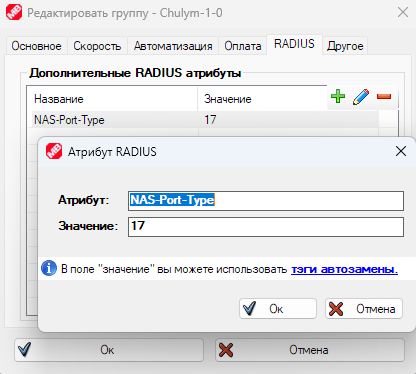 Редактировать группу - Chulym-1-0
Основное Скорость Автоматизация Оплата RADIUS Другое
Дополнительные RADIUS атрибуты
Название Значение
NAS-Port-Type 17
Атрибут RADIUS
Атрибут: NAS-Port-Type
Значение: 17
В поле "значение" вы можете использовать тэги автозамены.
Ок Отмена
Ок Отмена